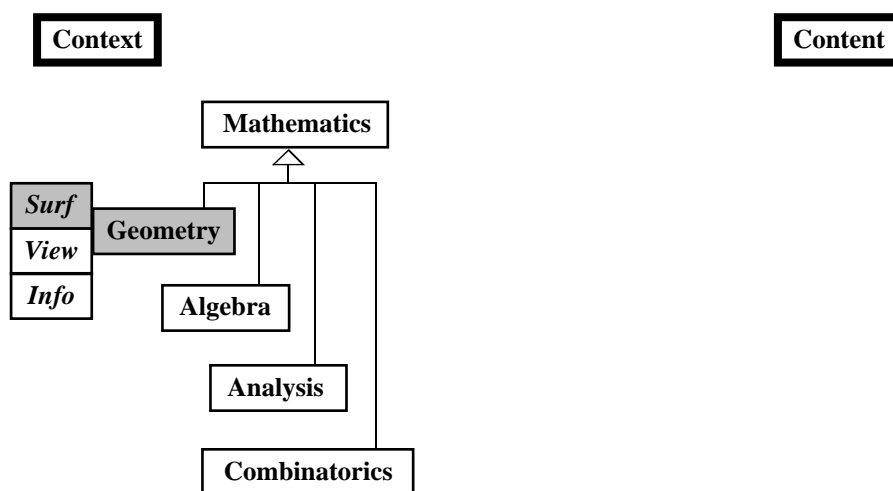 Context
Content
Mathematics
Surf
Geometry
View
Info
Algebra
Analysis
Combinatorics